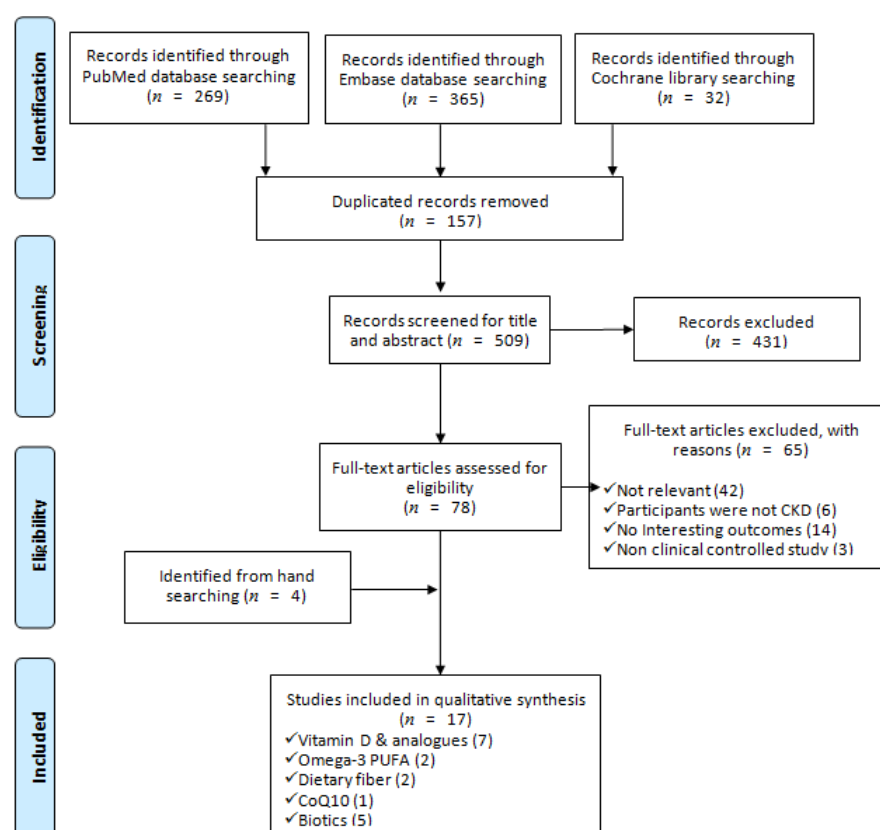 Identification
Records identified through
PubMed database searching
(n = 269)
Records identified through
Embase database searching
(n = 365)
Records identified through
Cochrane library searching
(n = 32)
Duplicated records removed
(n = 157)
Screening
Records screened for title
and abstract (n = 509)
Records excluded
(n = 431)
Eligibility
Full-text articles assessed for
eligibility
(n = 78)
Full-text articles excluded, with
reasons (n = 65)
✓Not relevant (42)
✓Participants were not CKD (6)
✓No Interesting outcomes (14)
✓Non clinical controlled study (3)
Identified from hand
searching (n = 4)
Included
Studies included in qualitative synthesis
(n = 17)
✓Vitamin D & analogues (7)
✓Omega-3 PUFA (2)
✓Dietary fiber (2)
✓CoQ10 (1)
✓Biotics (5)